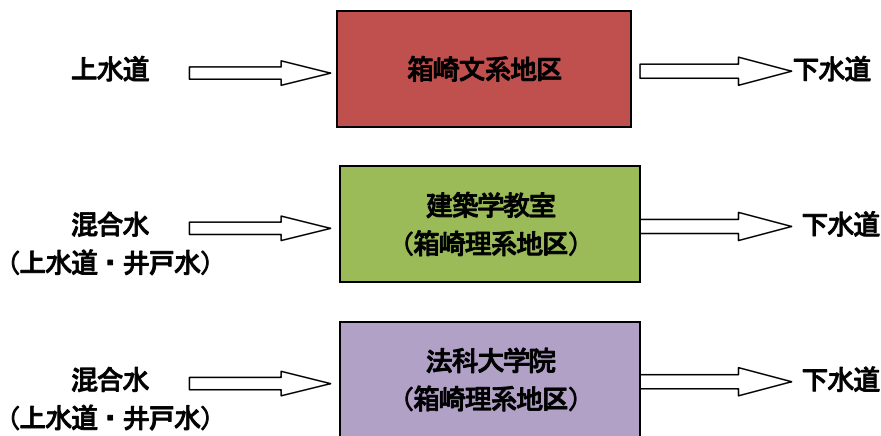 上水道
箱崎文系地区
下水道
混合水
（上水道・井戸水）
建築学教室
（箱崎理系地区）
下水道
混合水
（上水道・井戸水）
法科大学院
（箱崎理系地区）
下水道